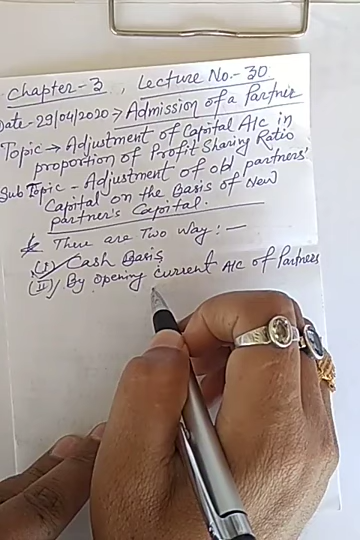 Chapter-3, Lecture No.-30
Date-29/04/2020 → Admission of a Partner
Topic → Adjustment of Capital A/c in
proportion of Profit Sharing Ratio
Sub Topic - Adjustment of old partners'
Capital on the Basis of New
partner's Capital.
* There are Two Way:—
(I) Cash Basis
(II) By opening current A/c of Partners